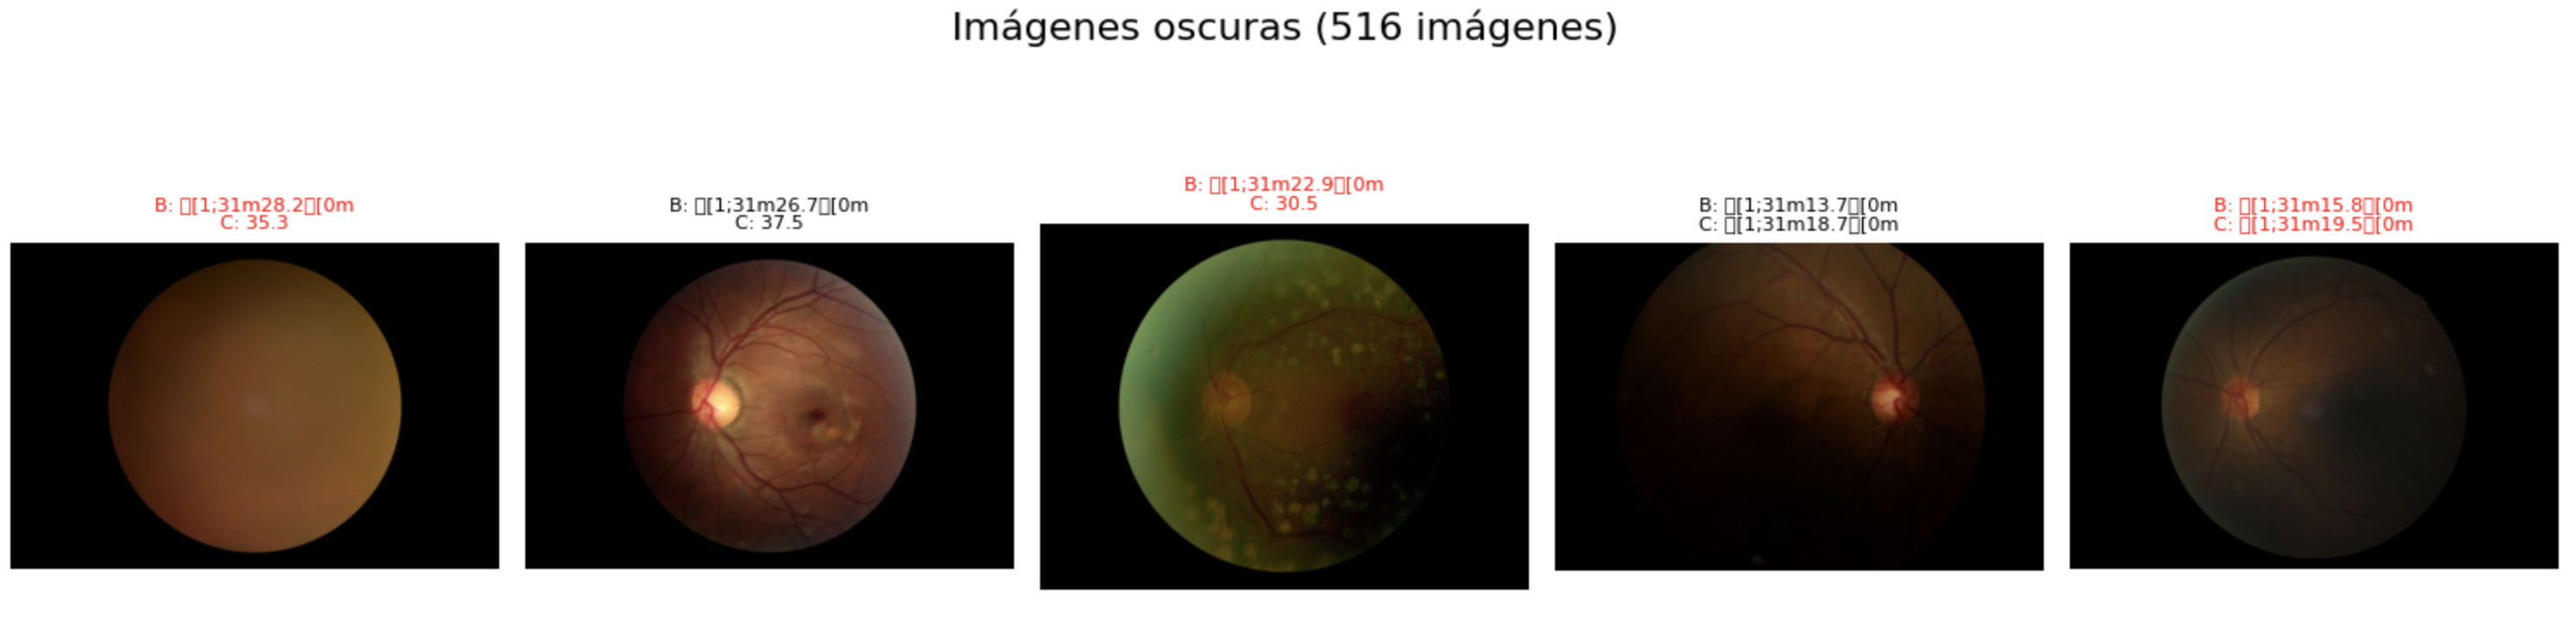 Imágenes oscuras (516 imágenes)
B: ▯[1;31m28.2▯[0m
C: 35.3
B: ▯[1;31m26.7▯[0m
C: 37.5
B: ▯[1;31m22.9▯[0m
C: 30.5
B: ▯[1;31m13.7▯[0m
C: ▯[1;31m18.7▯[0m
B: ▯[1;31m15.8▯[0m
C: ▯[1;31m19.5▯[0m